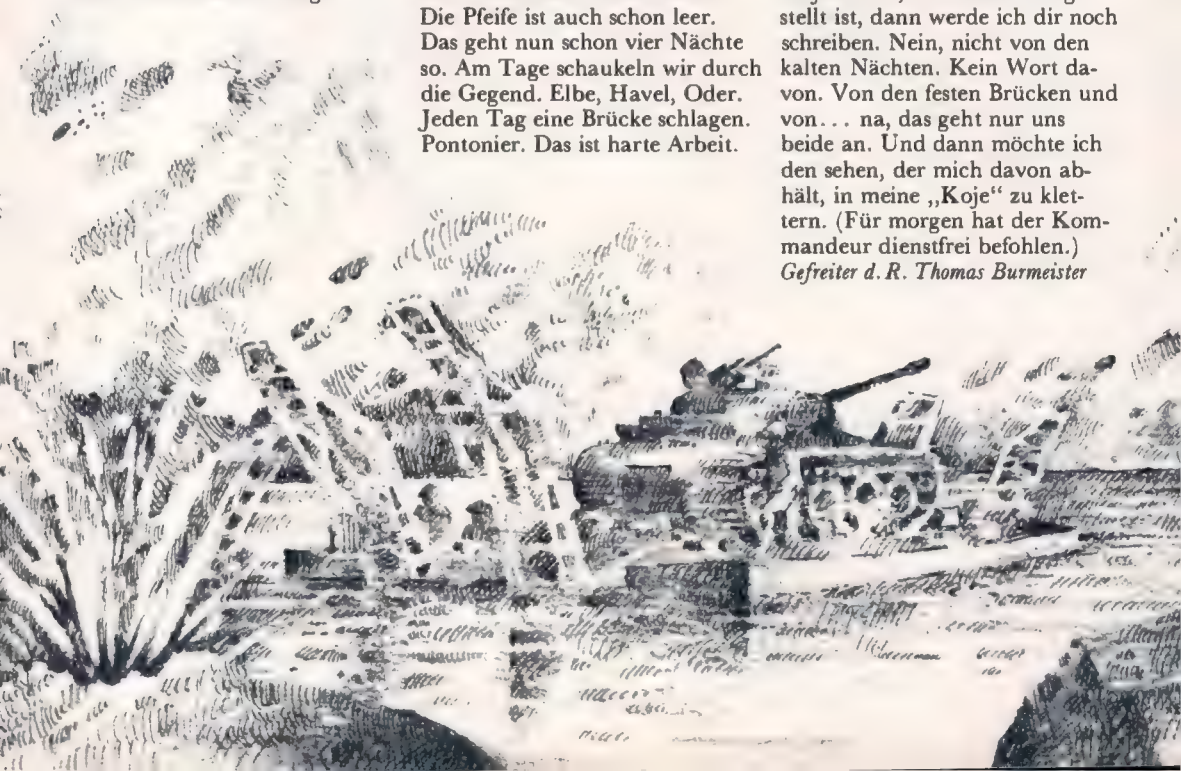 Die Pfeife ist auch schon leer.
Das geht nun schon vier Nächte
so. Am Tage schaukeln wir durch
die Gegend. Elbe, Havel, Oder.
Jeden Tag eine Brücke schlagen.
Pontonier. Das ist harte Arbeit.
stellt ist, dann werde ich dir noch
schreiben. Nein, nicht von den
kalten Nächten. Kein Wort da-
von. Von den festen Brücken und
von... na, das geht nur uns
beide an. Und dann möchte ich
den sehen, der mich davon ab-
hält, in meine „Koje“ zu klet-
tern. (Für morgen hat der Kom-
mandeur dienstfrei befohlen.)
Gefreiter d. R. Thomas Burmeister